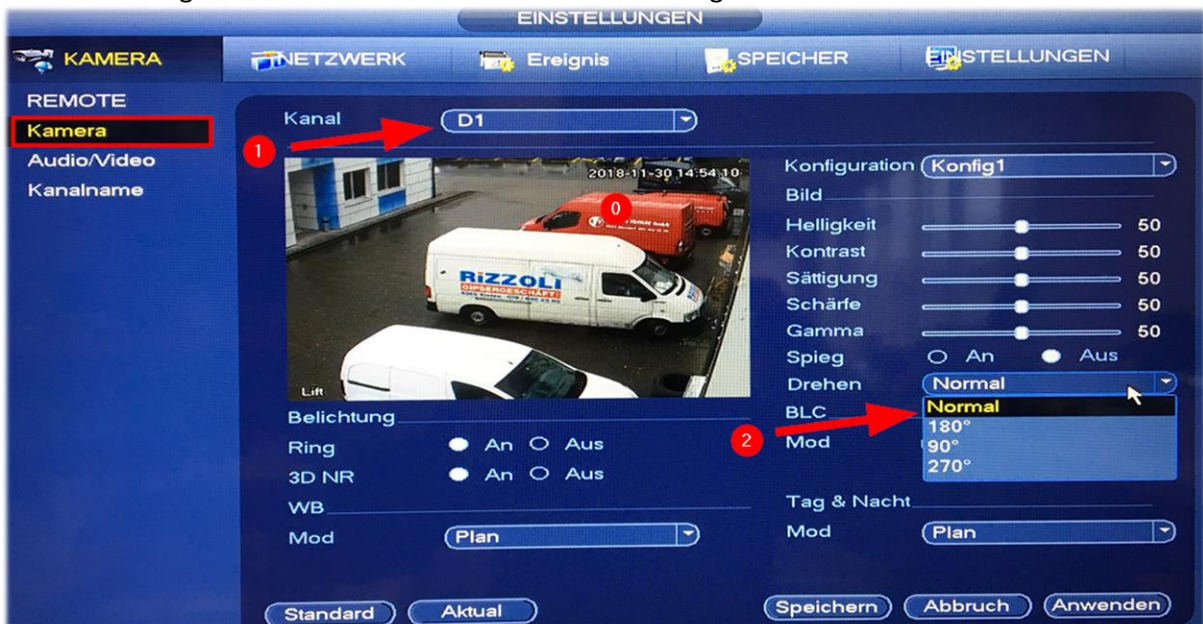 EINSTELLUNGEN
KAMERA NETZWERK Ereignis SPEICHER EINSTELLUNGEN
REMOTE
Kamera
Audio/Video
Kanalname
Kanal D1
1
2018-11-30 14:54:10
0
RIZZOLI
GIPSERGESCHÄFT
Lift
Konfiguration Konfig1
Bild
Helligkeit 50
Kontrast 50
Sättigung 50
Schärfe 50
Gamma 50
Spieg An Aus
Drehen Normal
Normal
180°
90°
270°
BLC
2
Mod
Belichtung
Ring An Aus
3D NR An Aus
WB
Mod Plan
Tag & Nacht
Mod Plan
Standard Aktual Speichern Abbruch Anwenden